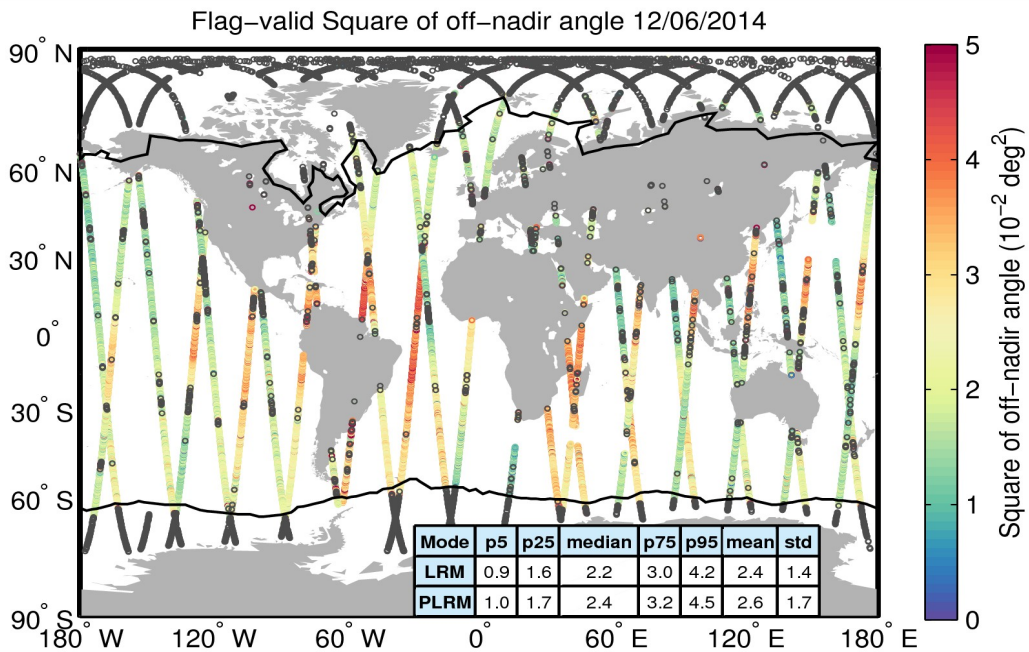 Flag−valid Square of off−nadir angle 12/06/2014
90° N
60° N
30° N
0°
30° S
60° S
90° S
180° W
120° W
60° W
0°
60° E
120° E
180° E
Mode p5 p25 median p75 p95 mean std
LRM 0.9 1.6 2.2 3.0 4.2 2.4 1.4
PLRM 1.0 1.7 2.4 3.2 4.5 2.6 1.7
5
4
3
2
1
0
Square of off−nadir angle (10⁻² deg²)